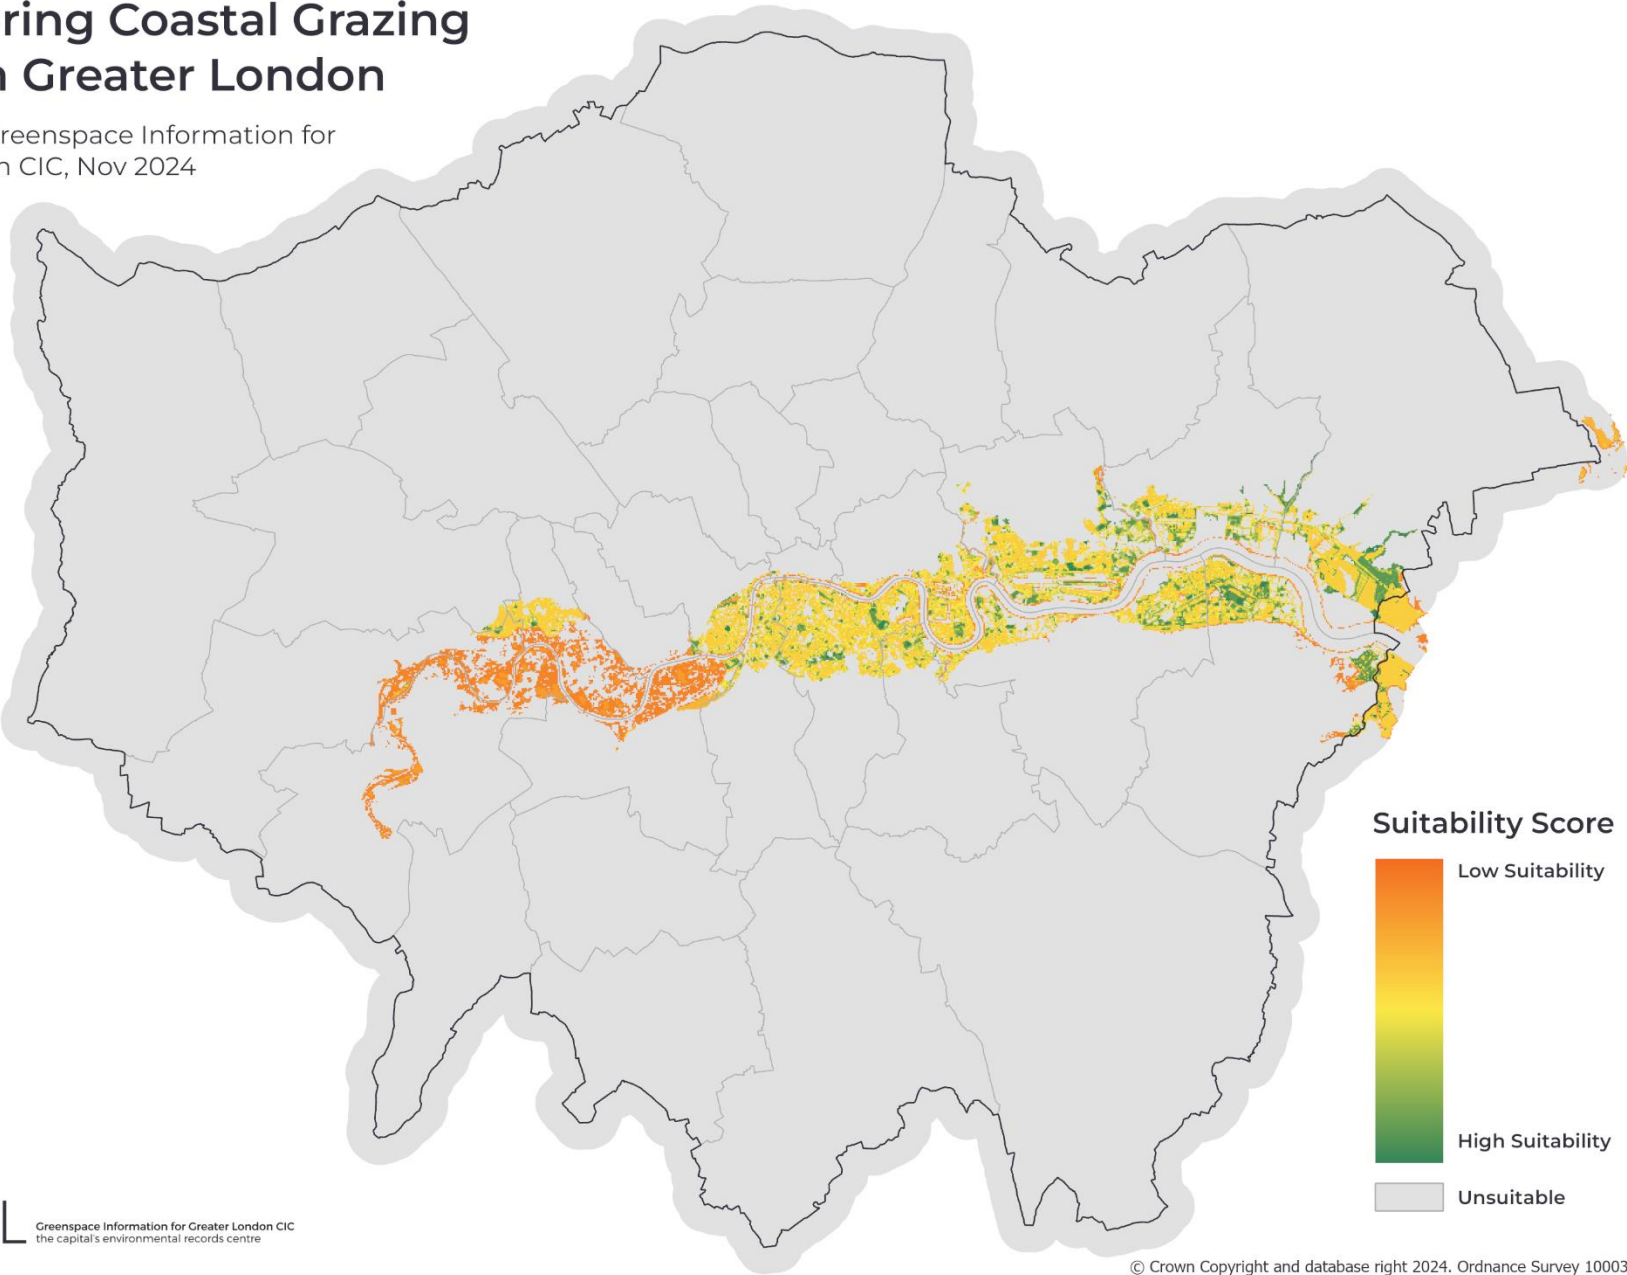 ring Coastal Grazing
Greater London
reenspace Information for
CIC, Nov 2024
Suitability Score
Low Suitability
High Suitability
Unsuitable
Greenspace Information for Greater London CIC
the capital's environmental records centre
© Crown Copyright and database right 2024. Ordnance Survey 10003